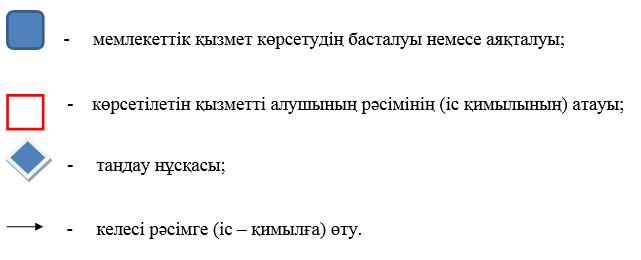 - мемлекеттік қызмет көрсетудің басталуы немесе аяқталуы;
- көрсетілетін қызметті алушының рәсімінің (іс қимылының) атауы;
- тандау нұсқасы;
- келесі рәсімге (іс – қимылға) өту.